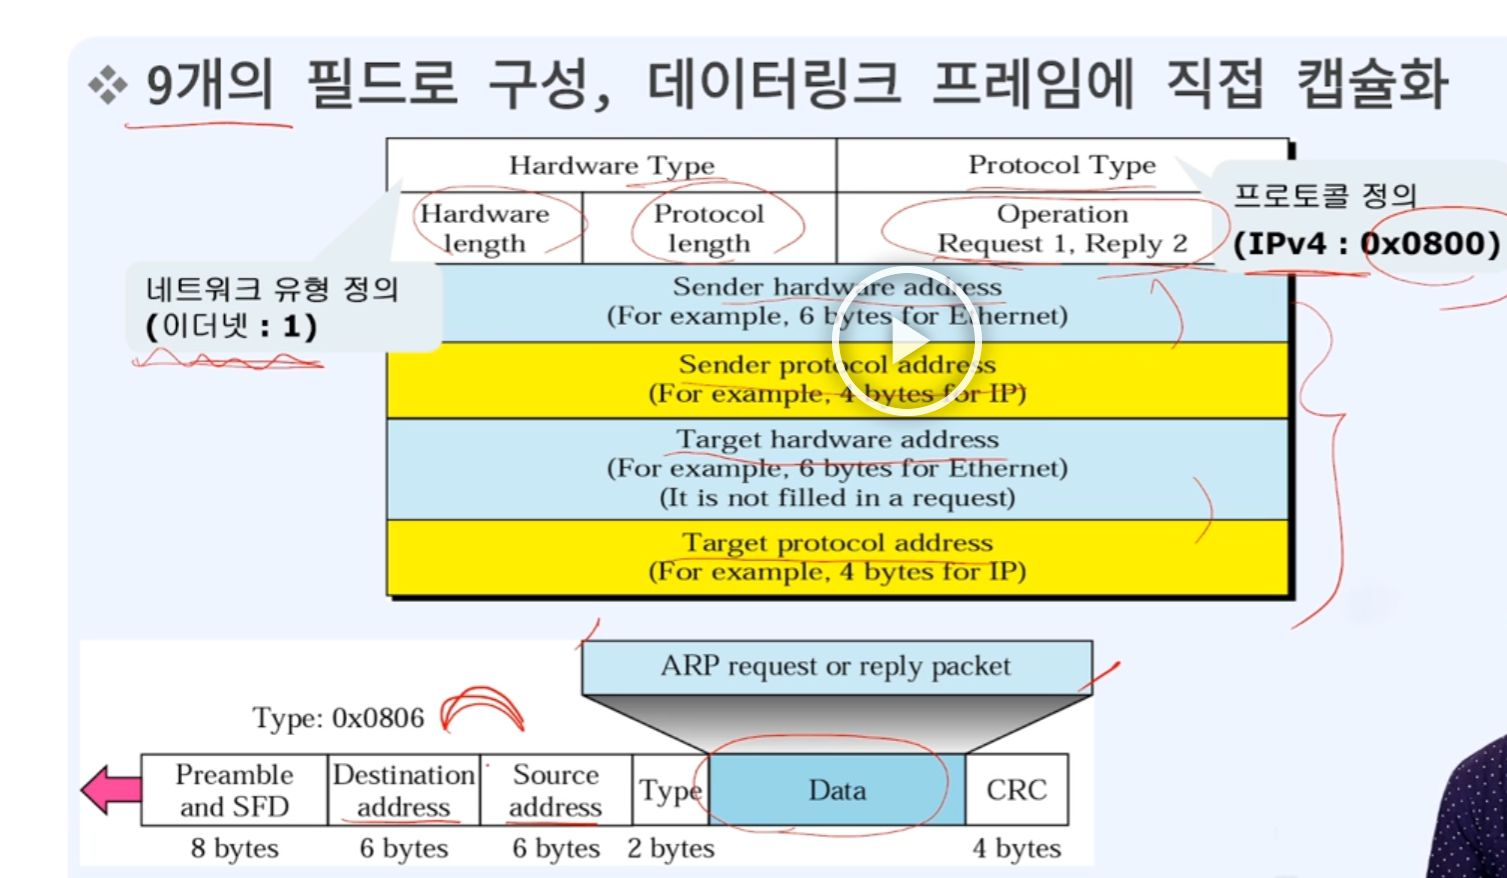 9개의 필드로 구성, 데이터링크 프레임에 직접 캡슐화
Hardware Type
Protocol Type
Hardware
length
Protocol
length
Operation
Request 1, Reply 2
프로토콜 정의
(IPv4 : 0x0800)
네트워크 유형 정의
(이더넷 : 1)
Sender hardware address
(For example, 6 bytes for Ethernet)
Sender protocol address
(For example, 4 bytes for IP)
Target hardware address
(For example, 6 bytes for Ethernet)
(It is not filled in a request)
Target protocol address
(For example, 4 bytes for IP)
ARP request or reply packet
Type: 0x0806
Preamble
and SFD
Destination
address
Source
address
Type
Data
CRC
8 bytes
6 bytes
6 bytes
2 bytes
4 bytes